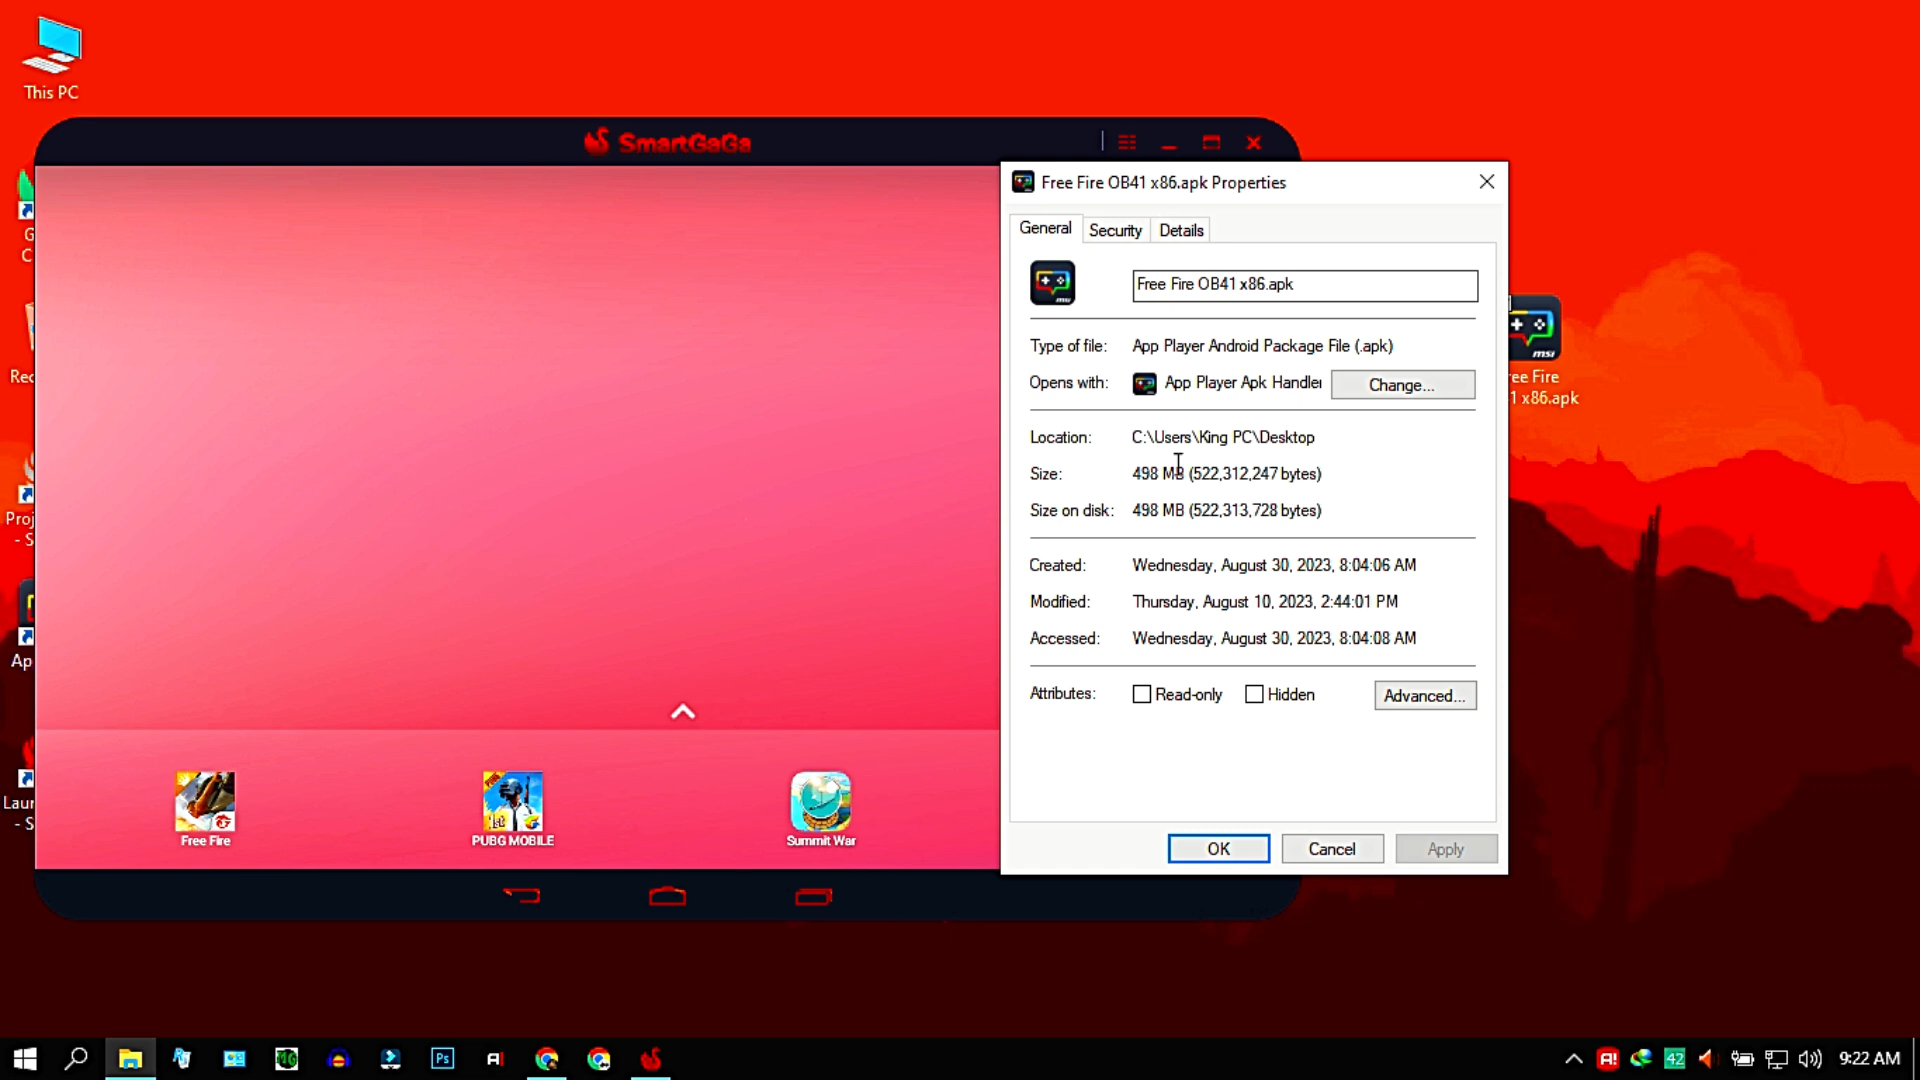 This PC
SmartGaGa
Free Fire OB41 x86.apk Properties
General
Security
Details
Free Fire OB41 x86.apk
Type of file:
App Player Android Package File (.apk)
Opens with:
App Player Apk Handler
Change...
Location:
C:\Users\King PC\Desktop
Size:
498 MB (522,312,247 bytes)
Size on disk:
498 MB (522,313,728 bytes)
Created:
Wednesday, August 30, 2023, 8:04:06 AM
Modified:
Thursday, August 10, 2023, 2:44:01 PM
Accessed:
Wednesday, August 30, 2023, 8:04:08 AM
Attributes:
Read-only
Hidden
Advanced...
OK
Cancel
Apply
msi
ree Fire
1 x86.apk
G
C
Rec
Proj
- S
Ap
Laur
- S
Free Fire
PUBG MOBILE
Summit War
Ps
A!
A!
42
9:22 AM